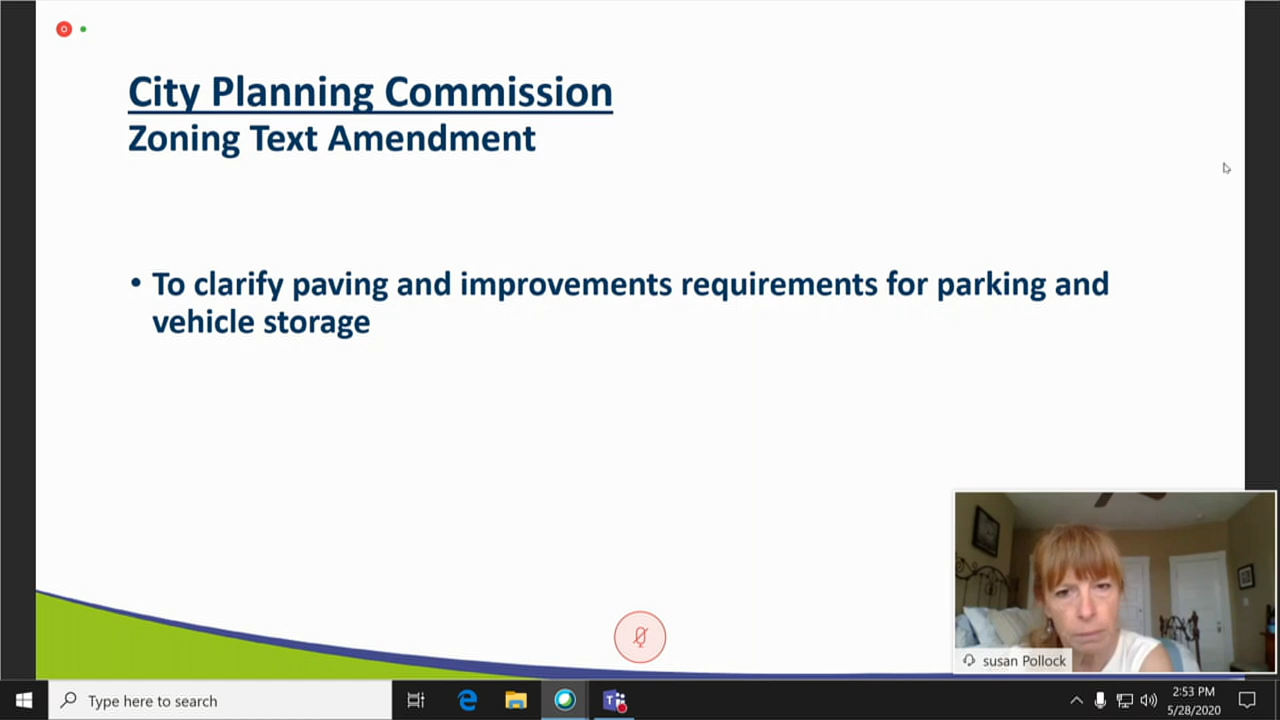 City Planning Commission
Zoning Text Amendment
• To clarify paving and improvements requirements for parking and
vehicle storage
susan Pollock
Type here to search
2:53 PM
5/28/2020